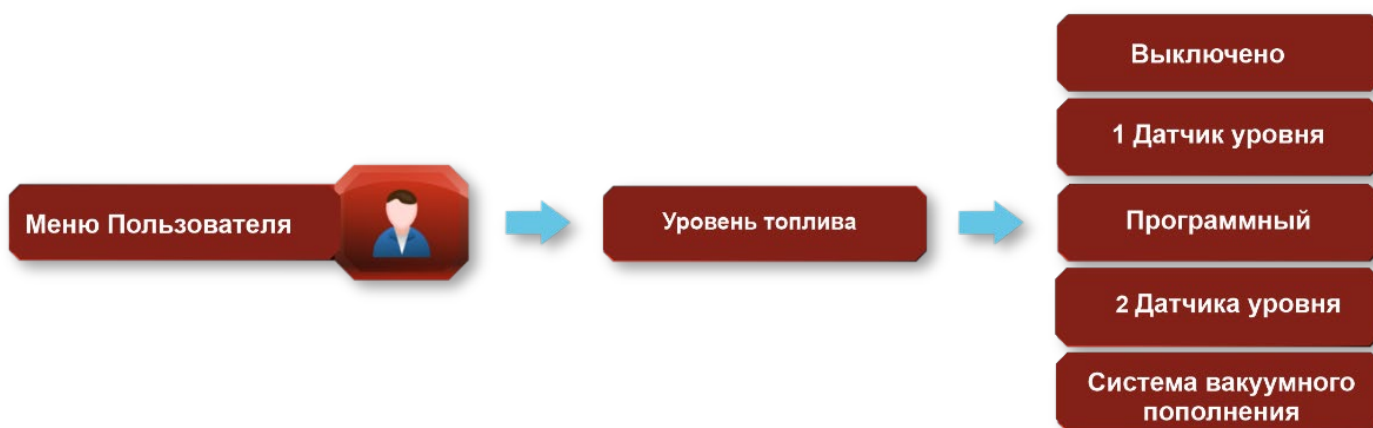 Меню Пользователя
Уровень топлива
Выключено
1 Датчик уровня
Программный
2 Датчика уровня
Система вакуумного
пополнения